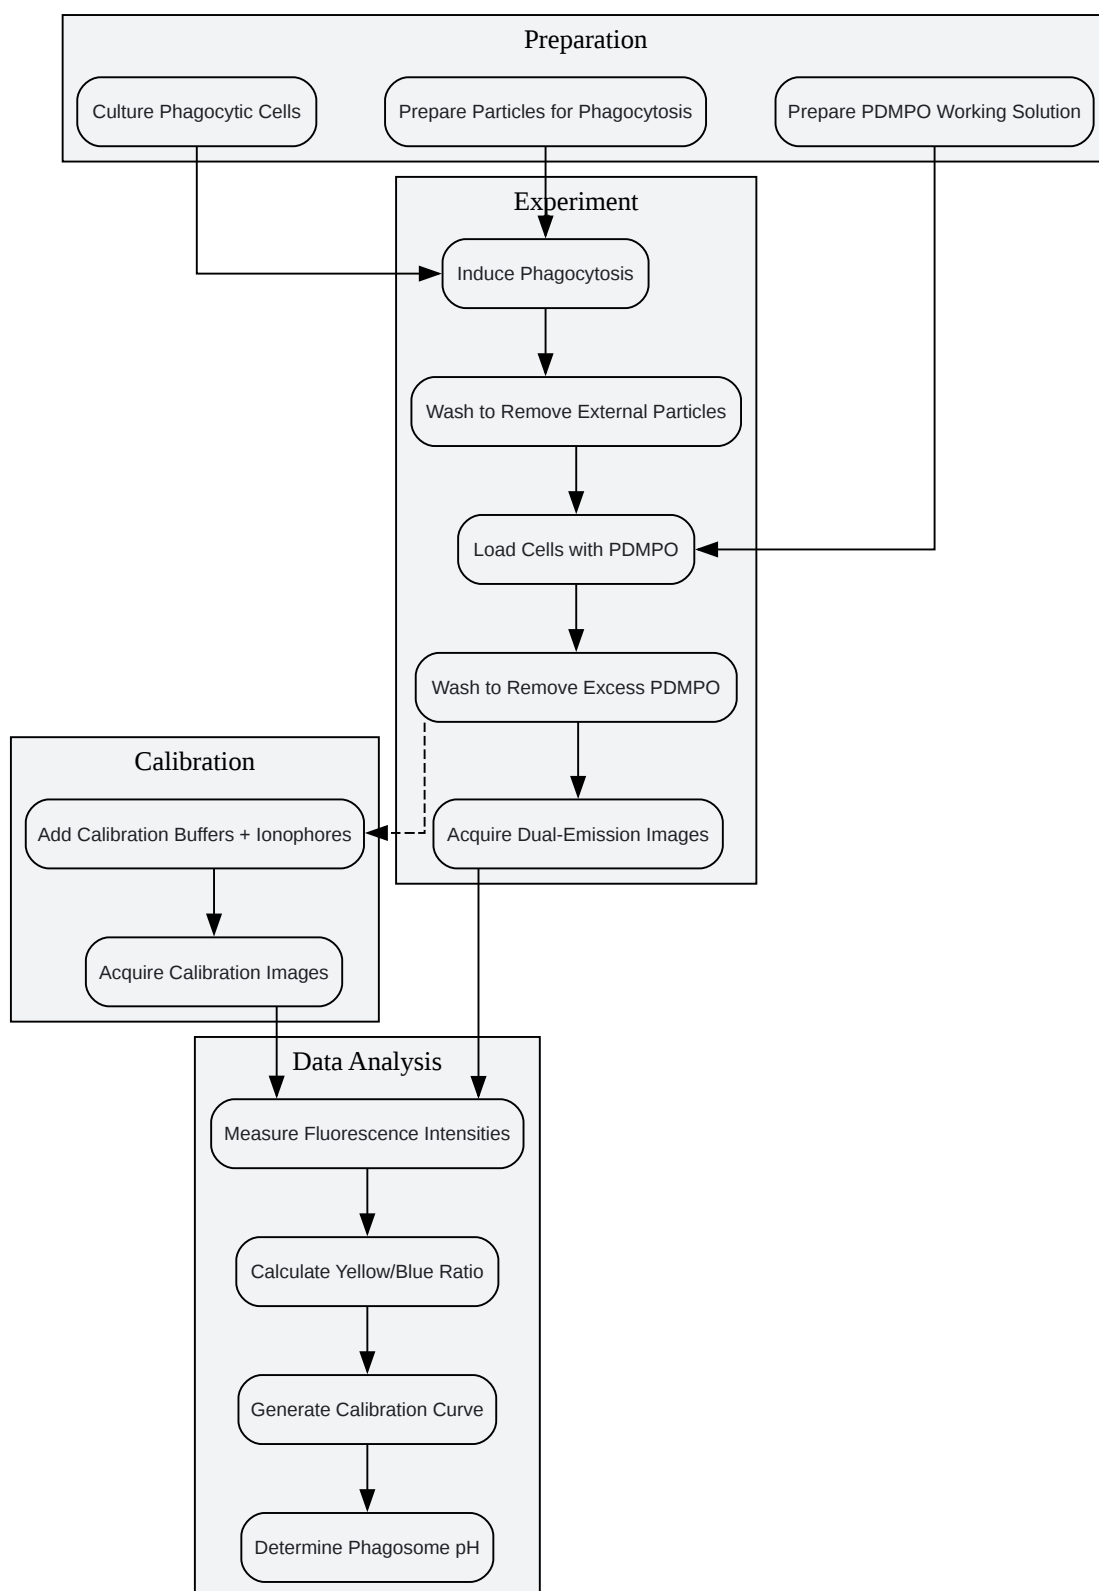 Preparation
Culture Phagocytic Cells
Prepare Particles for Phagocytosis
Prepare PDMPO Working Solution
Experiment
Induce Phagocytosis
Wash to Remove External Particles
Load Cells with PDMPO
Wash to Remove Excess PDMPO
Calibration
Add Calibration Buffers + Ionophores
Acquire Dual-Emission Images
Acquire Calibration Images
Data Analysis
Measure Fluorescence Intensities
Calculate Yellow/Blue Ratio
Generate Calibration Curve
Determine Phagosome pH